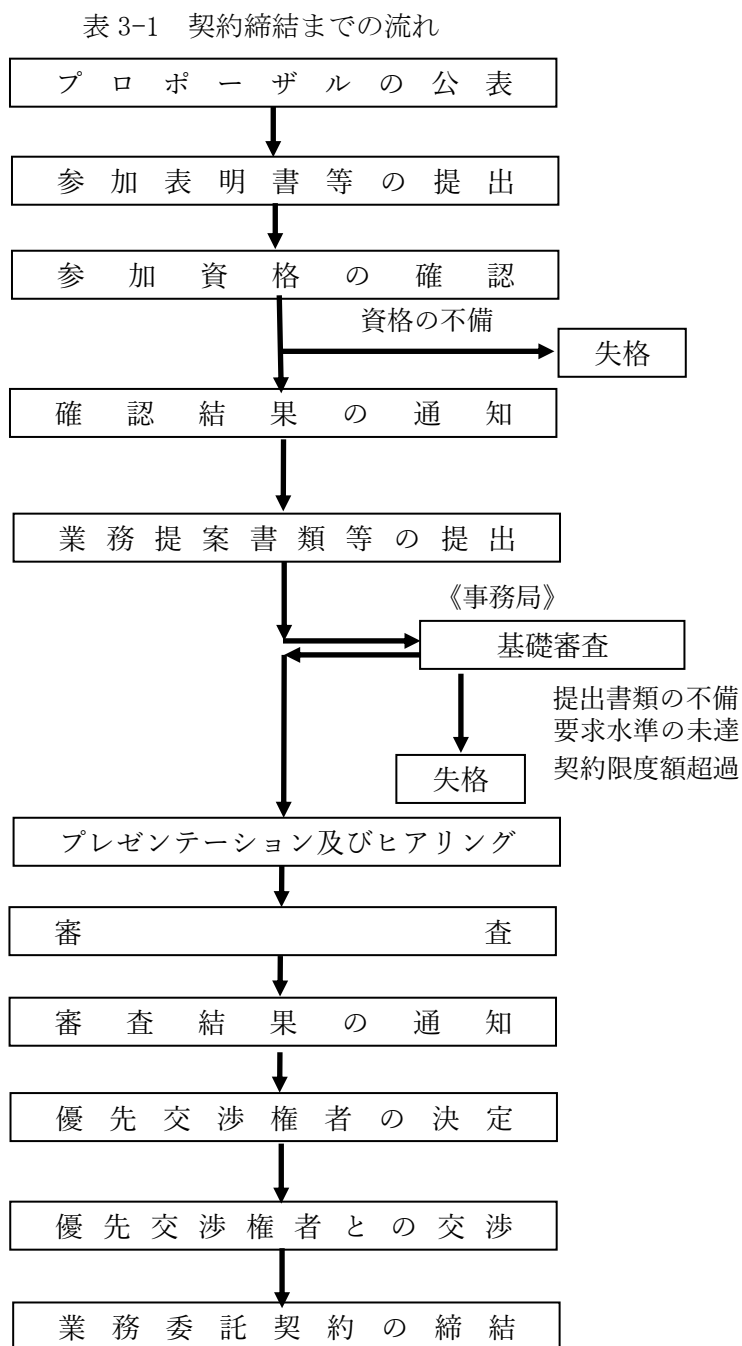 表 3-1　契約締結までの流れ
プロポーザルの公表
参加表明書等の提出
参加資格の確認
資格の不備
失格
確認結果の通知
業務提案書類等の提出
《事務局》
基礎審査
提出書類の不備
要求水準の未達
契約限度額超過
失格
プレゼンテーション及びヒアリング
審査
審査結果の通知
優先交渉権者の決定
優先交渉権者との交渉
業務委託契約の締結